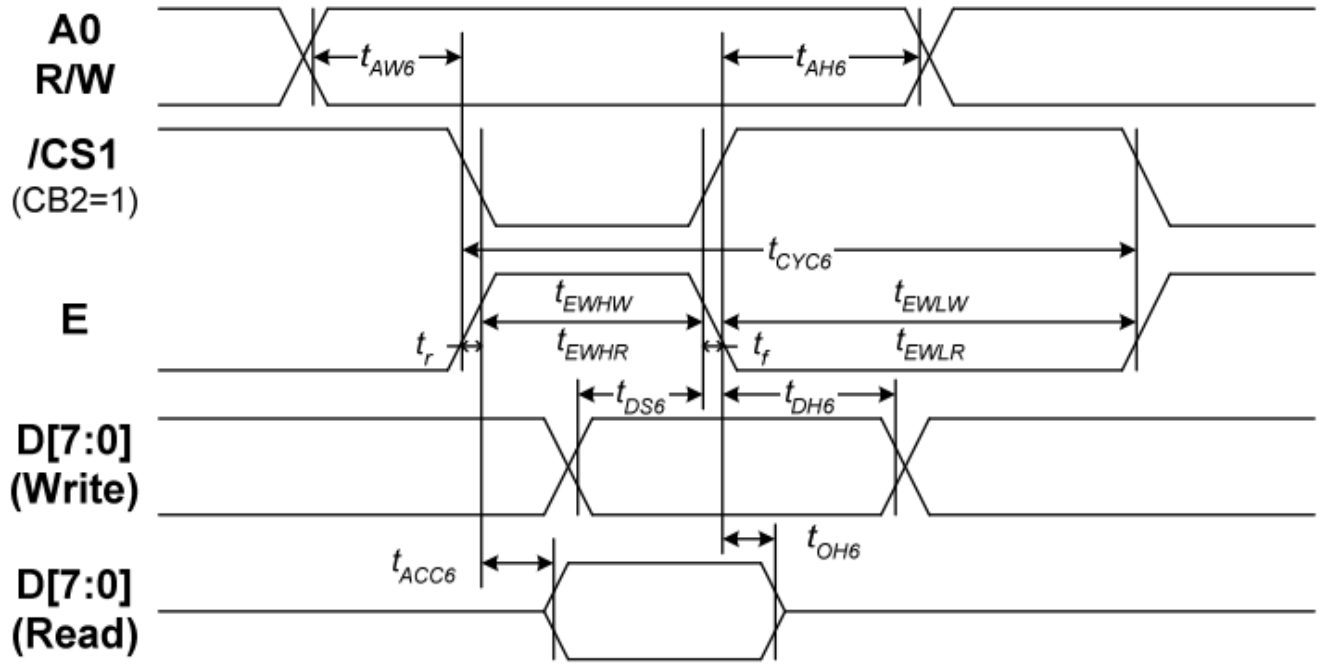 A0
R/W
tAW6
tAH6
/CS1
(CB2=1)
tCYC6
E
tEWHW
tEWLW
tr
tEWHR
tf
tEWLR
tDS6
tDH6
D[7:0]
(Write)
tOH6
tACC6
D[7:0]
(Read)